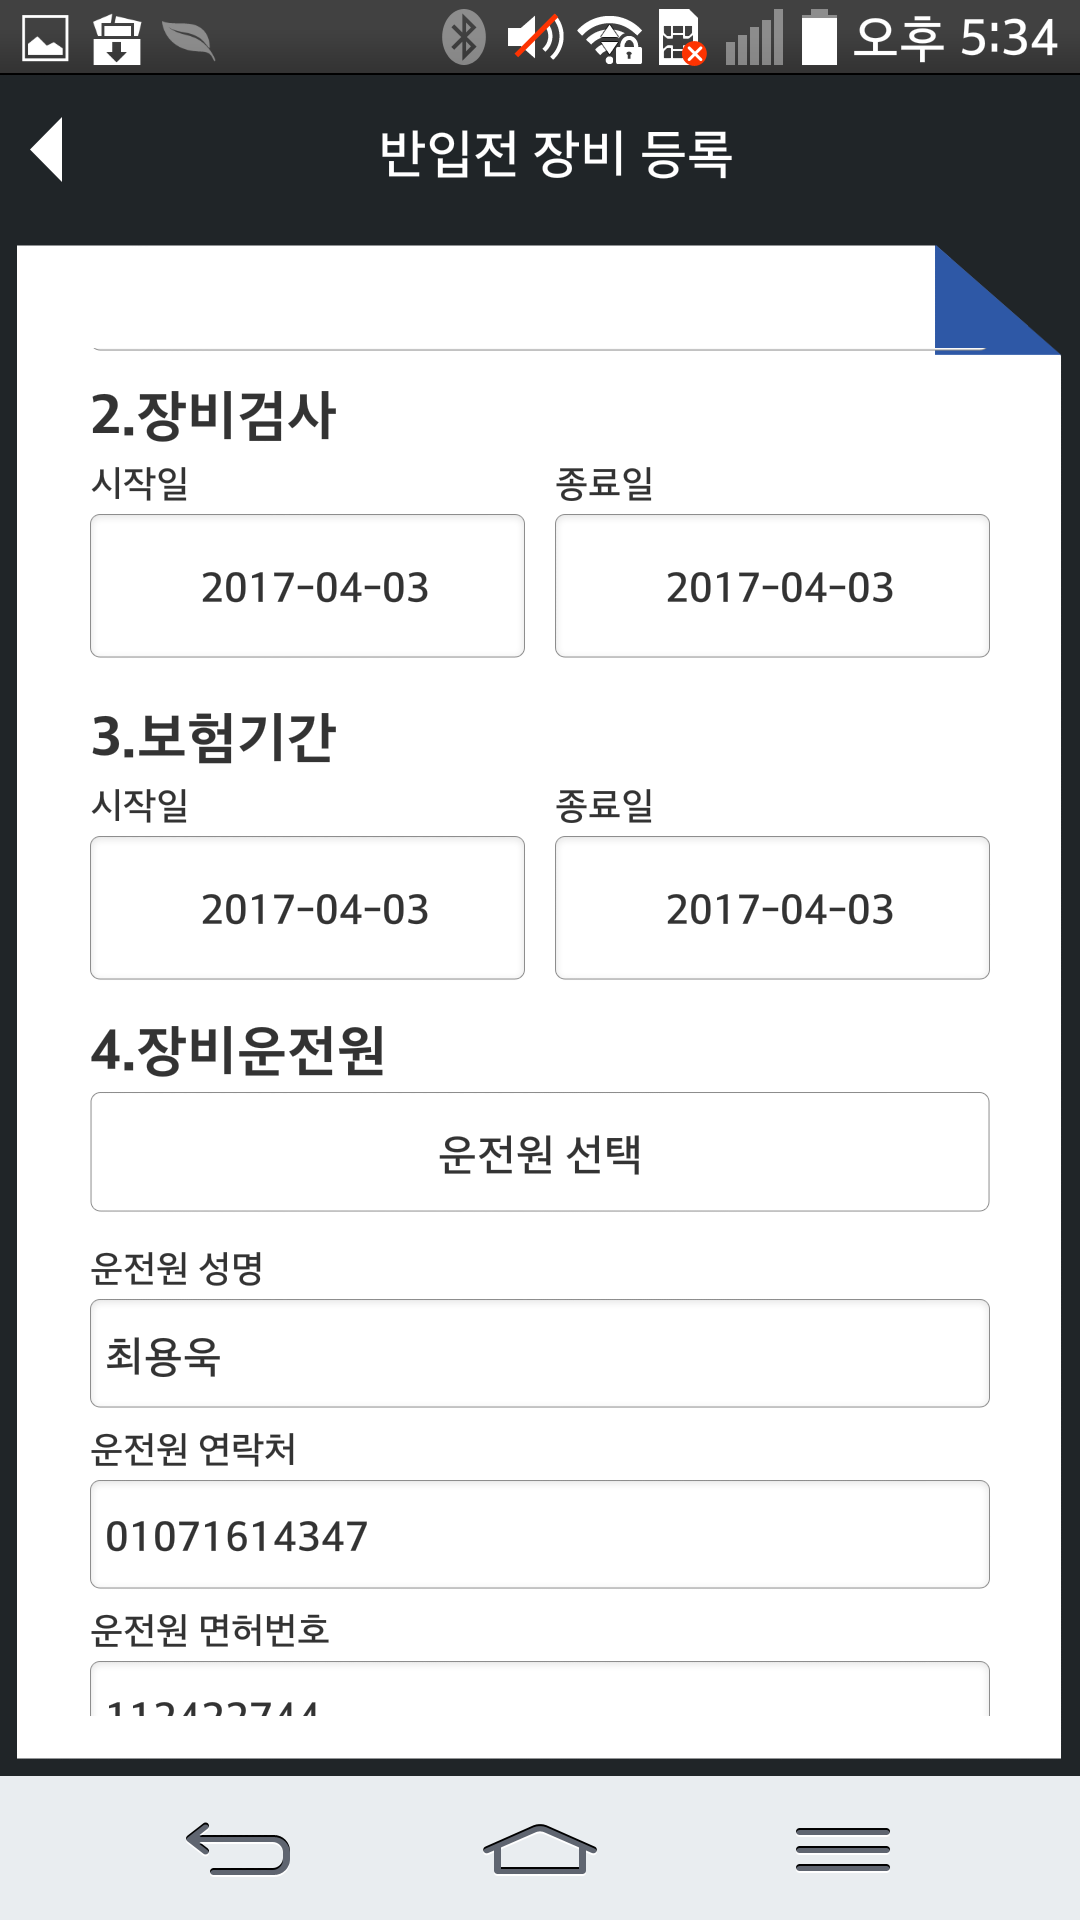 오후 5:34
반입전 장비 등록
2.장비검사
시작일 종료일
2017-04-03 2017-04-03
3.보험기간
시작일 종료일
2017-04-03 2017-04-03
4.장비운전원
운전원 선택
운전원 성명
최용욱
운전원 연락처
01071614347
운전원 면허번호